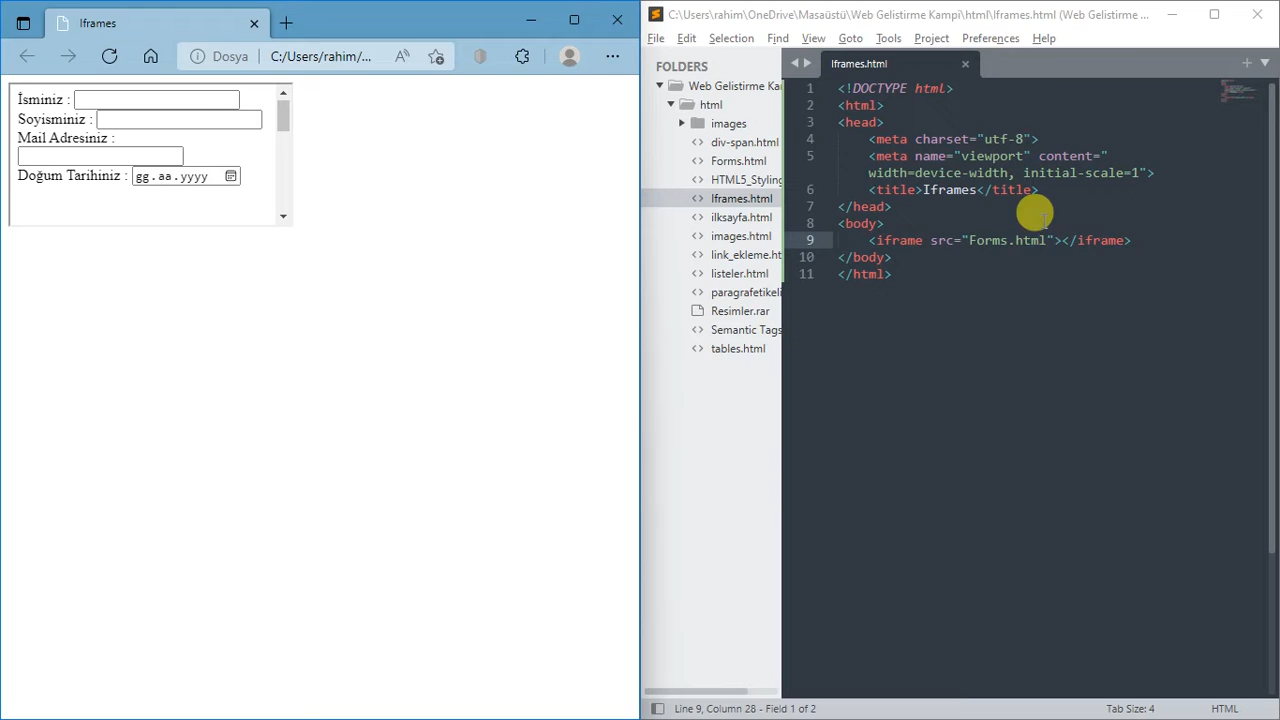 Iframes
Dosya
C:/Users/rahim/...
İsminiz :
Soyisminiz :
Mail Adresiniz :
Doğum Tarihiniz : gg.aa.yyyy
C:\Users\rahim\OneDrive\Masaüstü\Web Gelistirme Kampi\html\Iframes.html (Web Gelistirme ...
File Edit Selection Find View Goto Tools Project Preferences Help
FOLDERS
Web Gelistirme Kam
html
images
div-span.html
Forms.html
HTML5_Styling
Iframes.html
ilksayfa.html
images.html
link_ekleme.ht
listeler.html
paragrafetikeli
Resimler.rar
Semantic Tags
tables.html
Iframes.html
1 <!DOCTYPE html>
2 <html>
3 <head>
4 <meta charset="utf-8">
5 <meta name="viewport" content="
width=device-width, initial-scale=1">
6 <title>Iframes</title>
7 </head>
8 <body>
9 <iframe src="Forms.html"></iframe>
10 </body>
11 </html>
Line 9, Column 28 - Field 1 of 2
Tab Size: 4
HTML